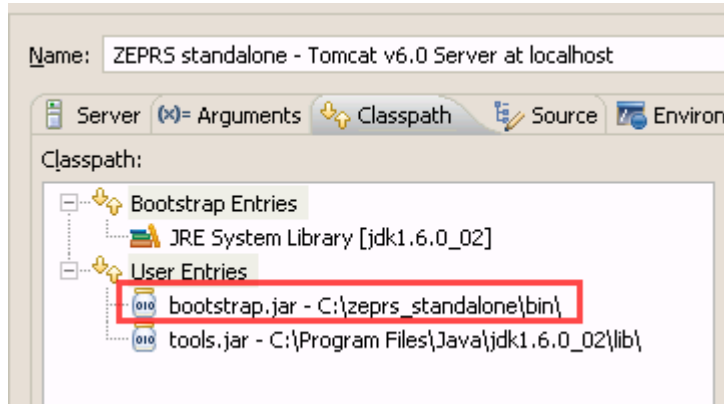 Name: ZEPRS standalone - Tomcat v6.0 Server at localhost
Server (x)= Arguments Classpath Source Environ
Classpath:
Bootstrap Entries
JRE System Library [jdk1.6.0_02]
User Entries
010 bootstrap.jar - C:\zeprs_standalone\bin\
010 tools.jar - C:\Program Files\Java\jdk1.6.0_02\lib\